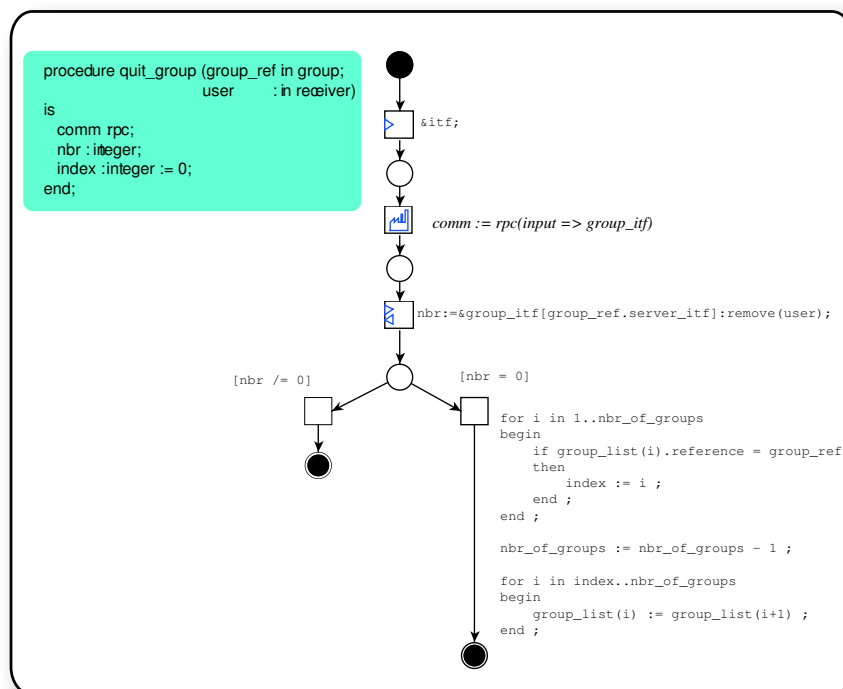 procedure quit_group (group_ref in group;
user : in receiver)
is
comm rpc;
nbr : integer;
index : integer := 0;
end;
&itf;
comm := rpc(input => group_itf)
nbr:=&group_itf[group_ref.server_itf]:remove(user);
[nbr /= 0]
[nbr = 0]
for i in 1..nbr_of_groups
begin
if group_list(i).reference = group_ref
then
index := i ;
end ;
end ;
nbr_of_groups := nbr_of_groups - 1 ;
for i in index..nbr_of_groups
begin
group_list(i) := group_list(i+1) ;
end ;